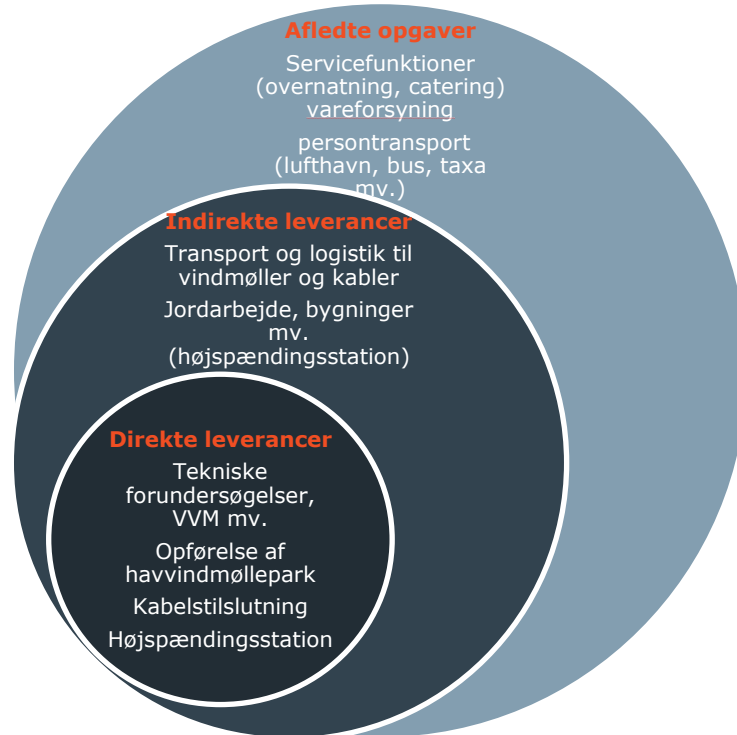 Afledte opgaver
Servicefunktioner
(overnatning, catering)
vareforsyning
persontransport
(lufthavn, bus, taxa
mv.)
Indirekte leverancer
Transport og logistik til
vindmøller og kabler
Jordarbejde, bygninger
mv.
(højspændingsstation)
Direkte leverancer
Tekniske
forundersøgelser,
VVM mv.
Opførelse af
havvindmøllepark
Kabelstilslutning
Højspændingsstation